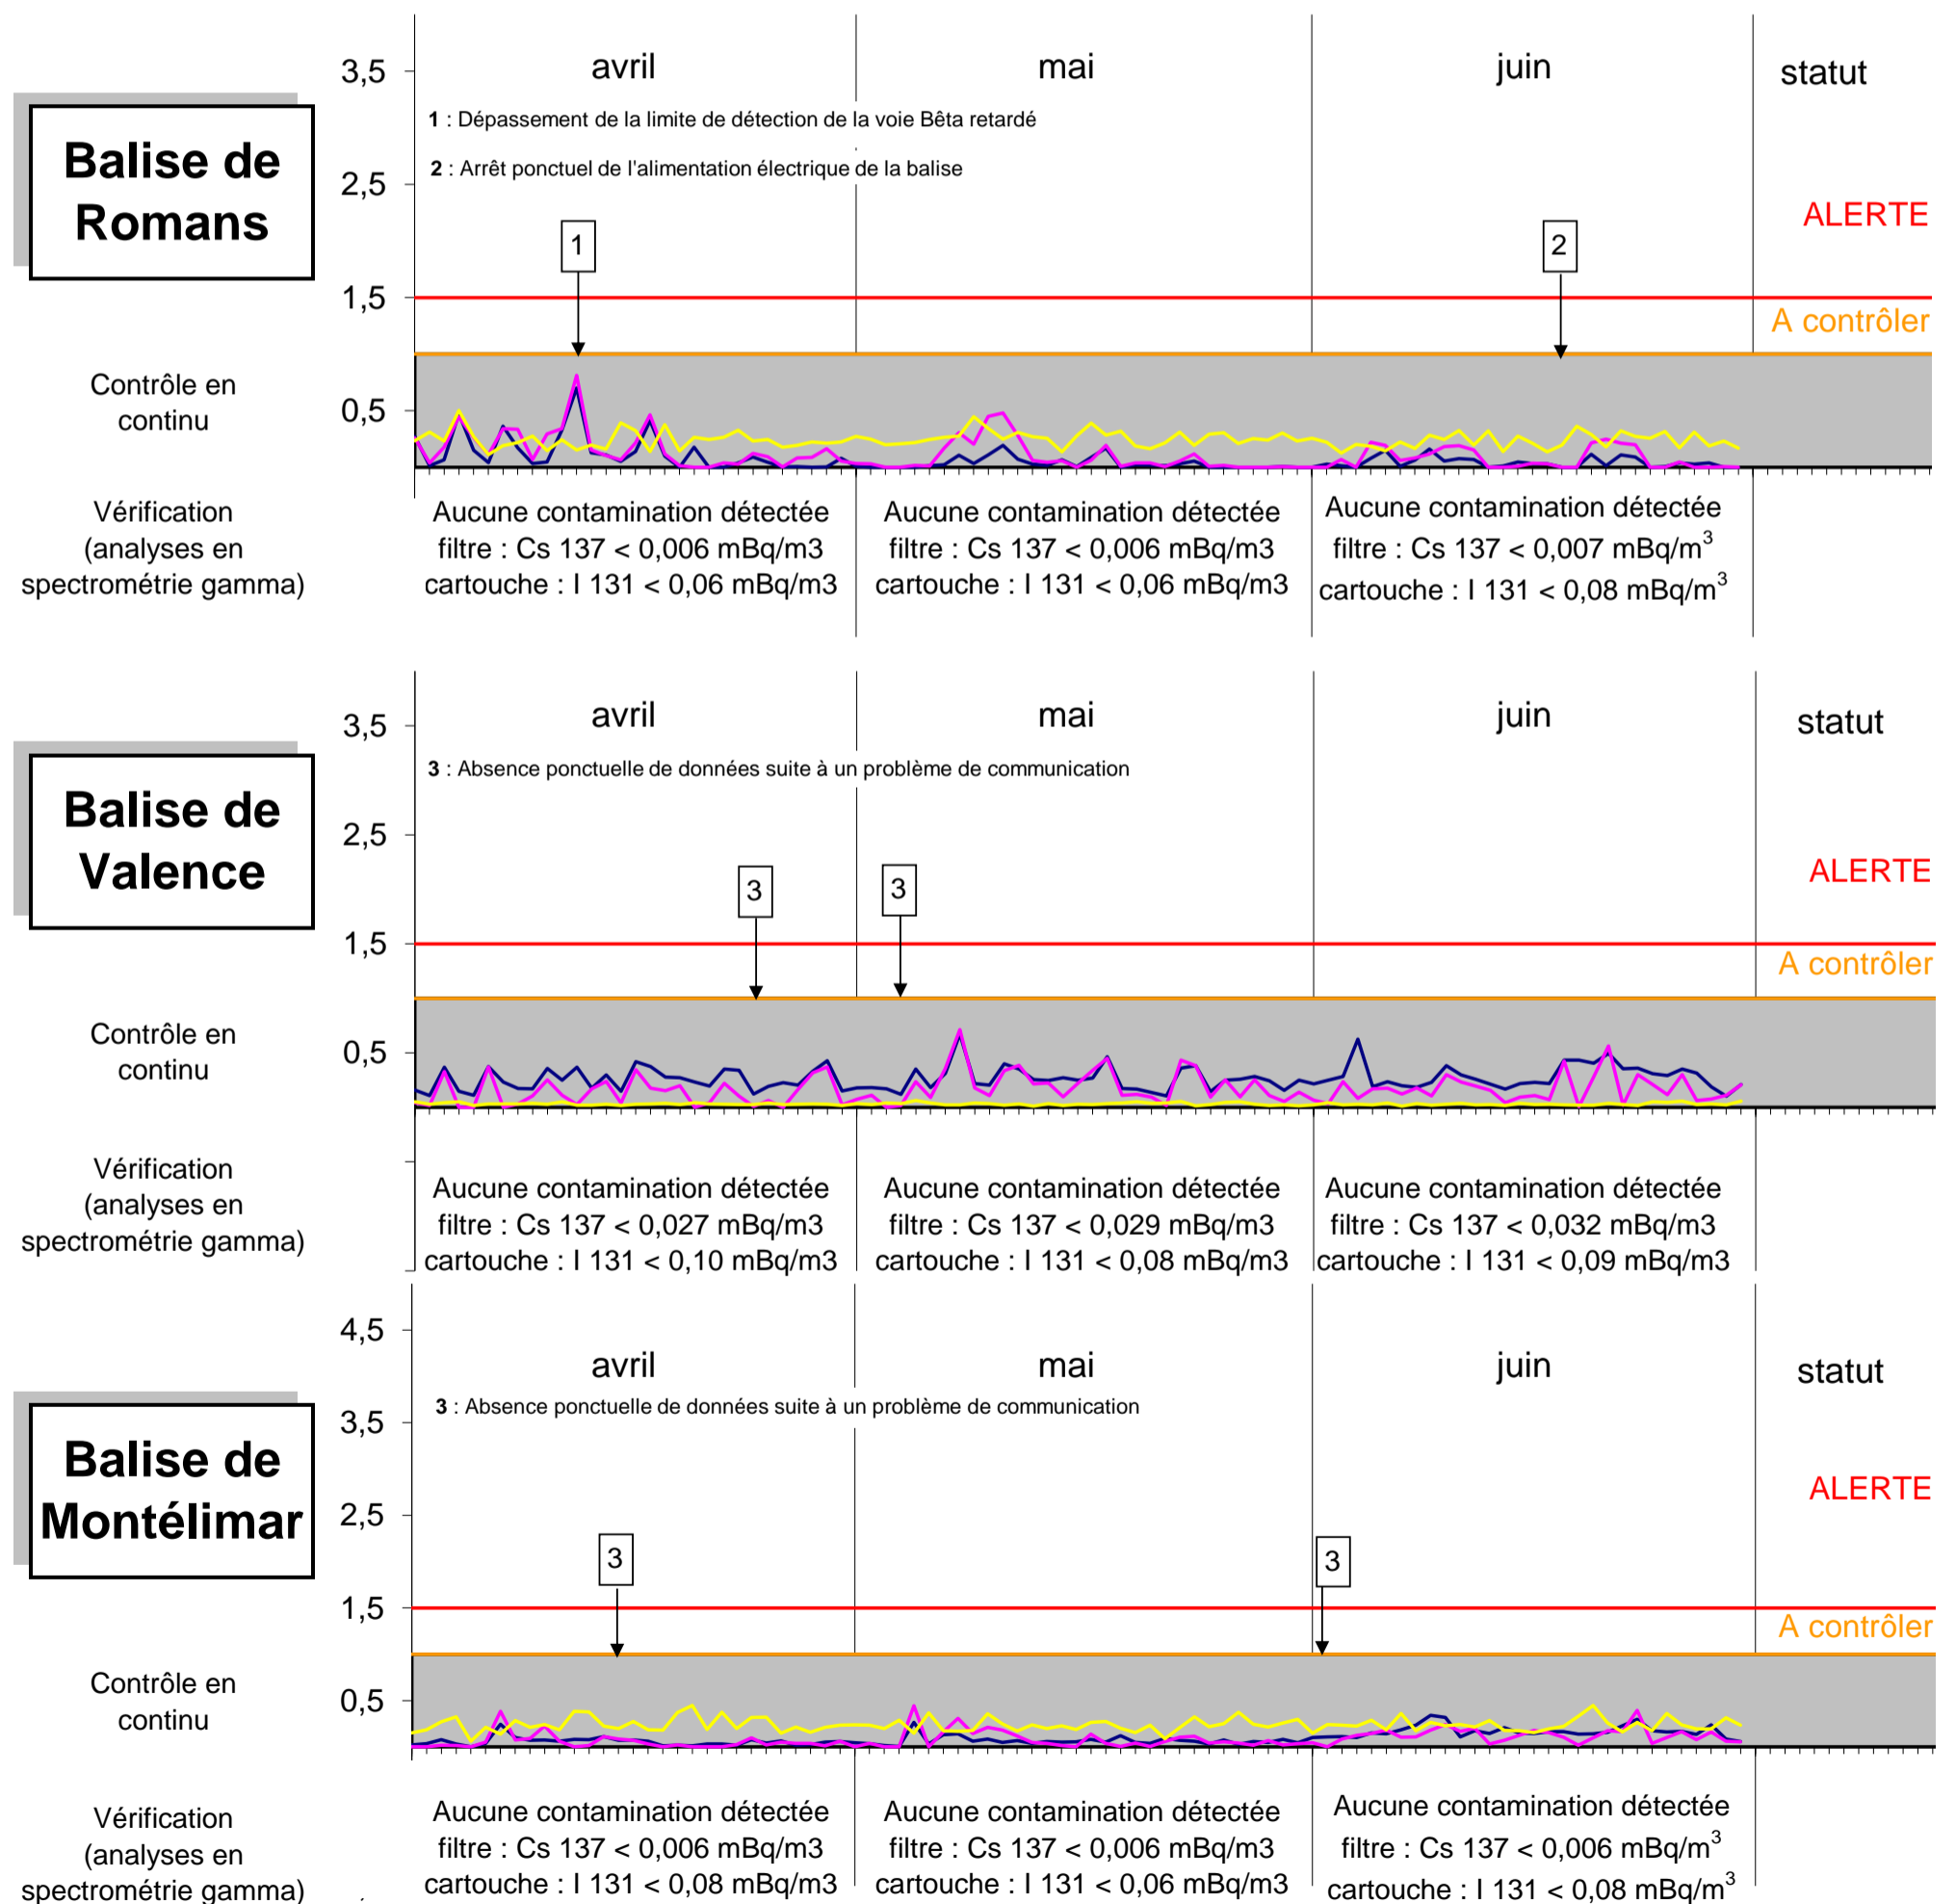 avril
mai
juin
statut
3,5
1 : Dépassement de la limite de détection de la voie Bêta retardé
2 : Arrêt ponctuel de l'alimentation électrique de la balise
Balise de
Romans
2,5
ALERTE
1
2
1,5
A contrôler
Contrôle en
continu
0,5
Vérification
(analyses en
spectrométrie gamma)
Aucune contamination détectée
filtre : Cs 137 < 0,006 mBq/m3
cartouche : I 131 < 0,06 mBq/m3
Aucune contamination détectée
filtre : Cs 137 < 0,006 mBq/m3
cartouche : I 131 < 0,06 mBq/m3
Aucune contamination détectée
filtre : Cs 137 < 0,007 mBq/m³
cartouche : I 131 < 0,08 mBq/m³
avril
mai
juin
statut
3,5
3 : Absence ponctuelle de données suite à un problème de communication
Balise de
Valence
2,5
ALERTE
3
3
1,5
A contrôler
Contrôle en
continu
0,5
Vérification
(analyses en
spectrométrie gamma)
Aucune contamination détectée
filtre : Cs 137 < 0,027 mBq/m3
cartouche : I 131 < 0,10 mBq/m3
Aucune contamination détectée
filtre : Cs 137 < 0,029 mBq/m3
cartouche : I 131 < 0,08 mBq/m3
Aucune contamination détectée
filtre : Cs 137 < 0,032 mBq/m3
cartouche : I 131 < 0,09 mBq/m3
4,5
avril
mai
juin
statut
3 : Absence ponctuelle de données suite à un problème de communication
3,5
Balise de
Montélimar
2,5
ALERTE
3
3
1,5
A contrôler
Contrôle en
continu
0,5
Vérification
(analyses en
spectrométrie gamma)
Aucune contamination détectée
filtre : Cs 137 < 0,006 mBq/m3
cartouche : I 131 < 0,08 mBq/m3
Aucune contamination détectée
filtre : Cs 137 < 0,006 mBq/m3
cartouche : I 131 < 0,06 mBq/m3
Aucune contamination détectée
filtre : Cs 137 < 0,006 mBq/m³
cartouche : I 131 < 0,08 mBq/m³